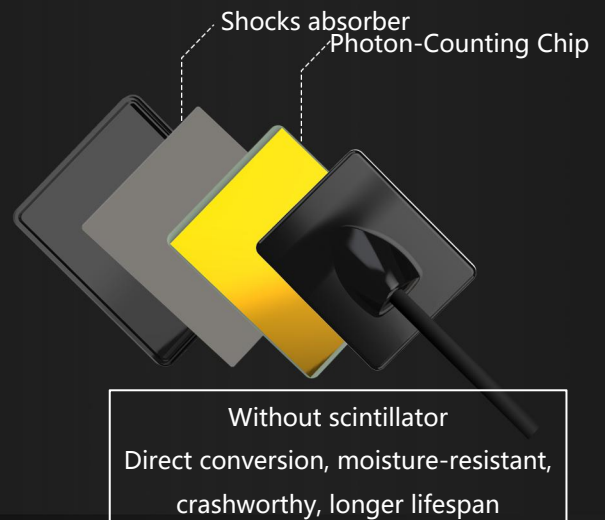 Shocks absorber
Photon-Counting Chip
Without scintillator
Direct conversion, moisture-resistant,
crashworthy, longer lifespan